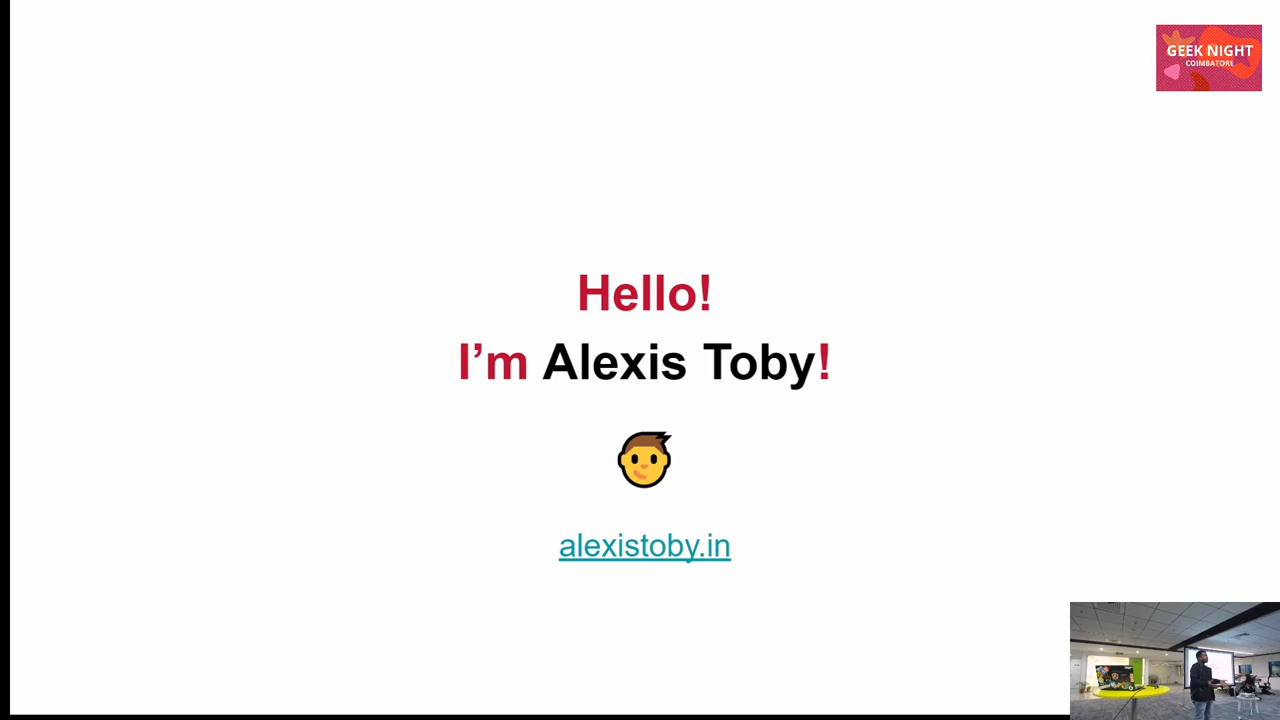 GEEK NIGHT
COIMBATORE
Hello!
I’m Alexis Toby!
alexistoby.in